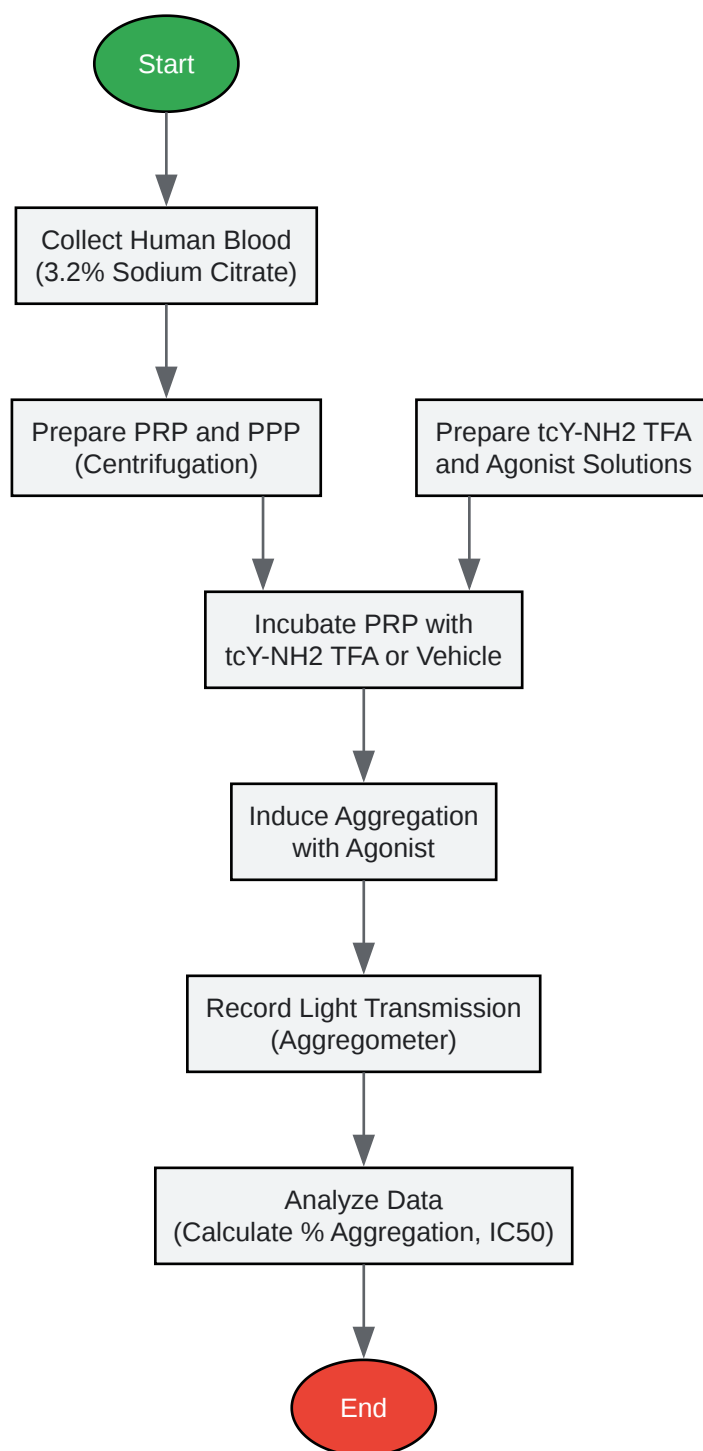 Start
Collect Human Blood
(3.2% Sodium Citrate)
Prepare PRP and PPP
(Centrifugation)
Prepare tcY-NH2 TFA
and Agonist Solutions
Incubate PRP with
tcY-NH2 TFA or Vehicle
Induce Aggregation
with Agonist
Record Light Transmission
(Aggregometer)
Analyze Data
(Calculate % Aggregation, IC50)
End